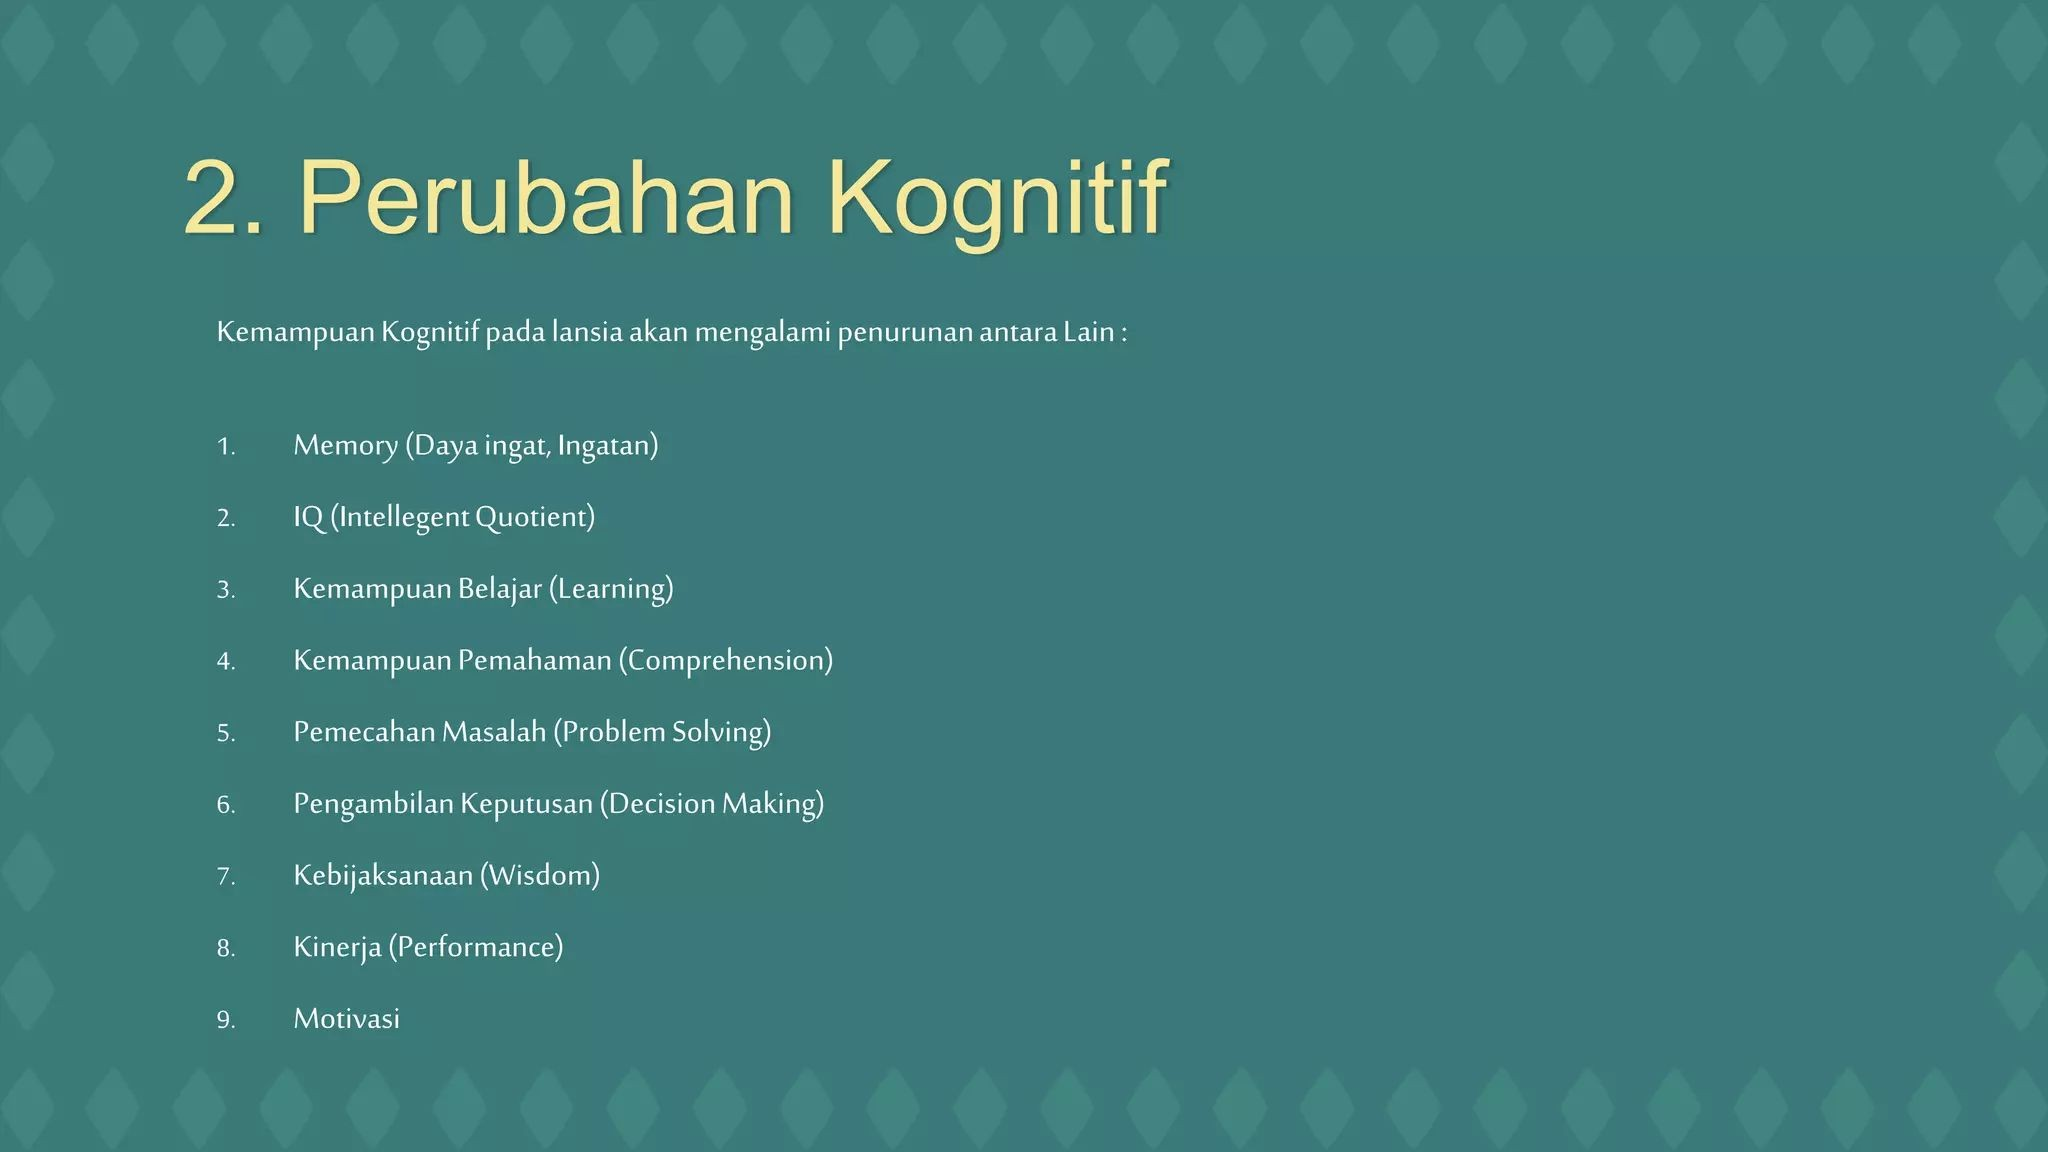 2. Perubahan Kognitif
Kemampuan Kognitif pada lansia akan mengalami penurunan antara Lain :
1. Memory (Daya ingat, Ingatan)
2. IQ (Intellegent Quotient)
3. Kemampuan Belajar (Learning)
4. Kemampuan Pemahaman (Comprehension)
5. Pemecahan Masalah (Problem Solving)
6. Pengambilan Keputusan (Decision Making)
7. Kebijaksanaan (Wisdom)
8. Kinerja (Performance)
9. Motivasi